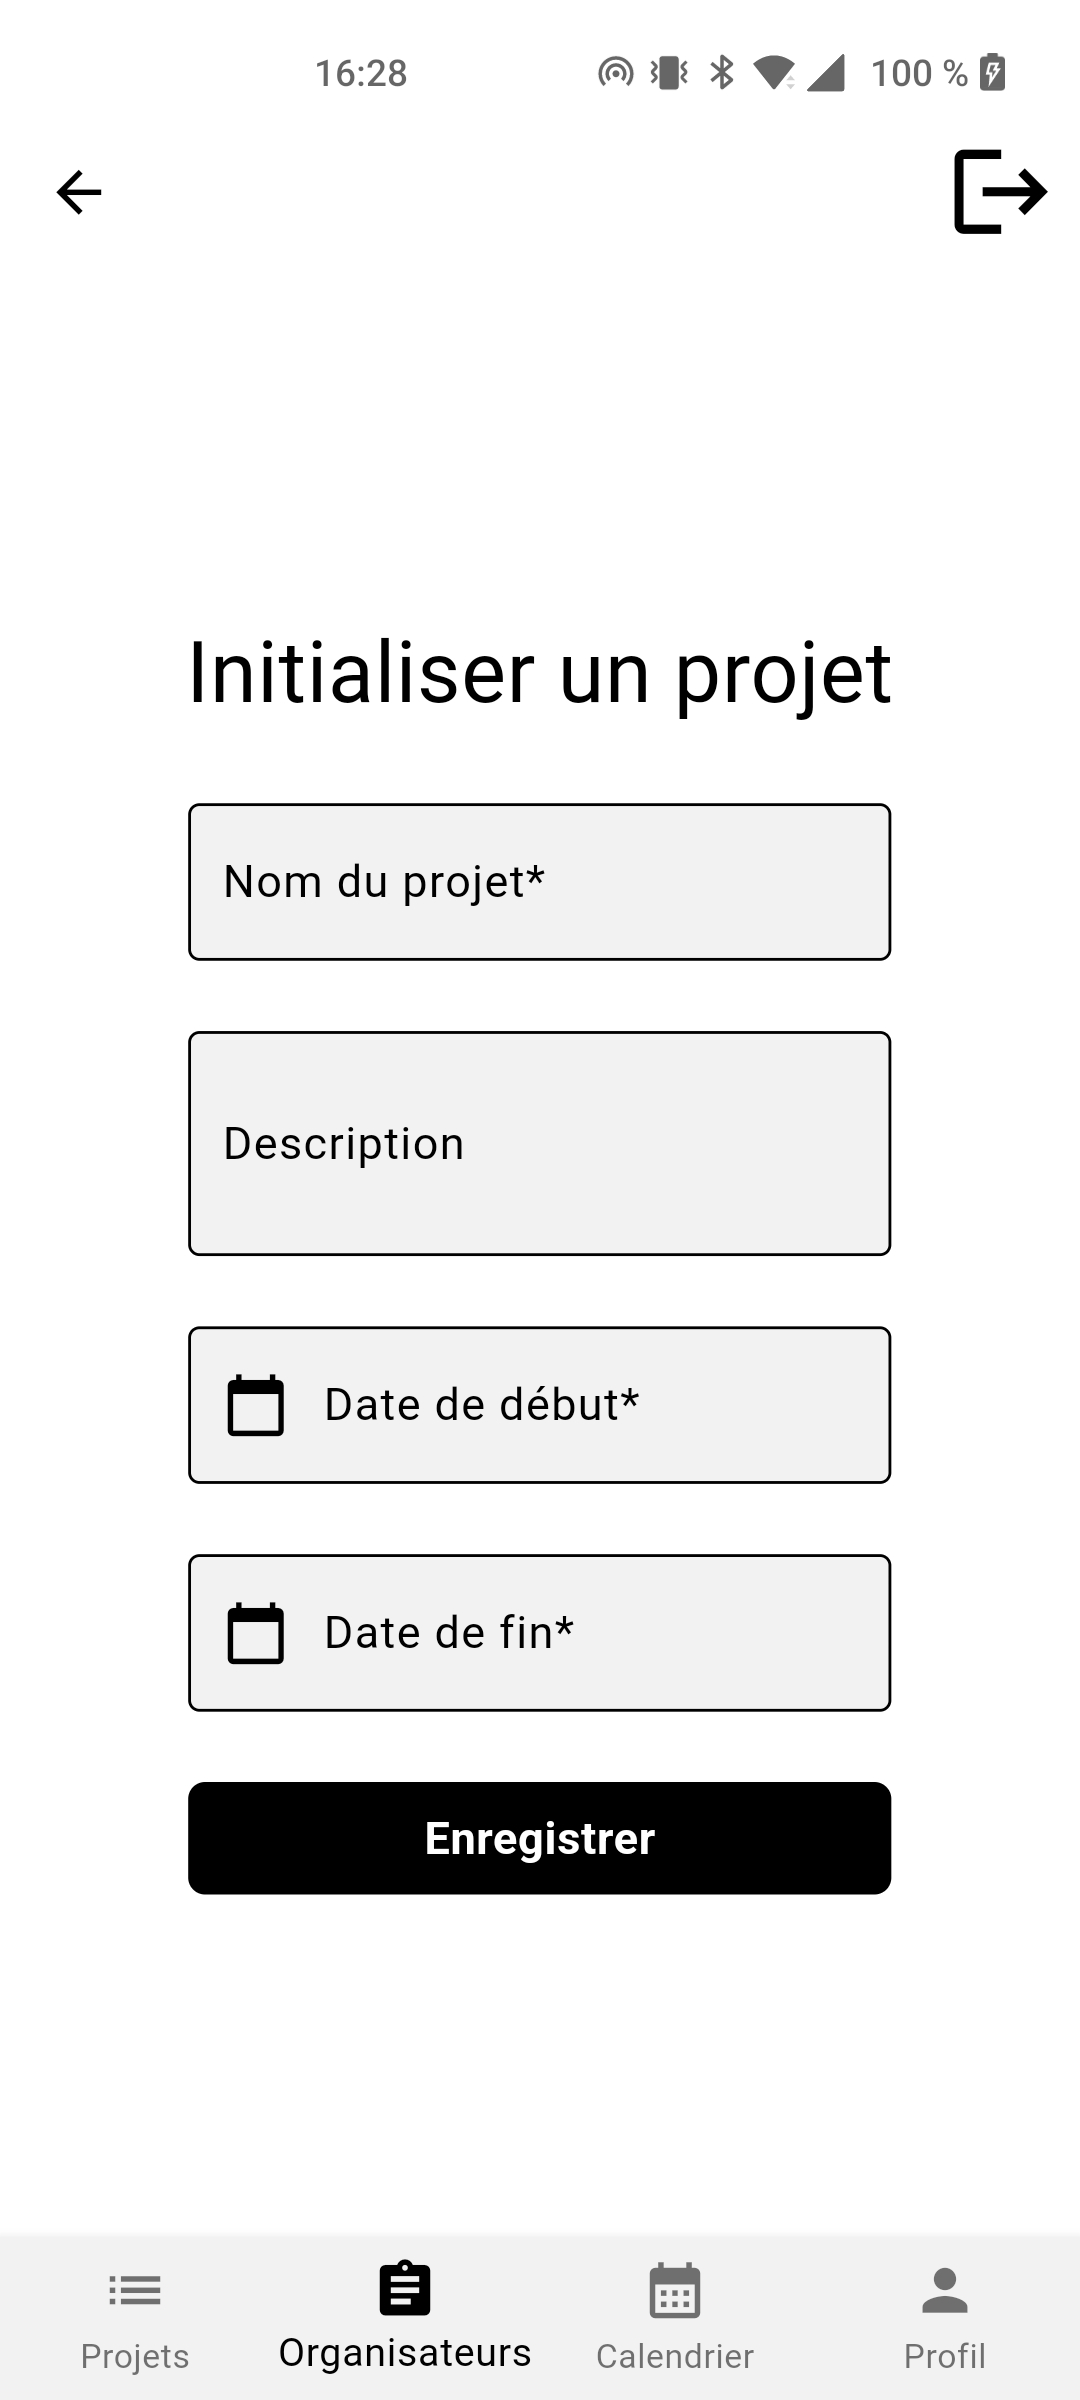 16:28
100 %
Initialiser un projet
Nom du projet*
Description
Date de début*
Date de fin*
Enregistrer
Projets
Organisateurs
Calendrier
Profil